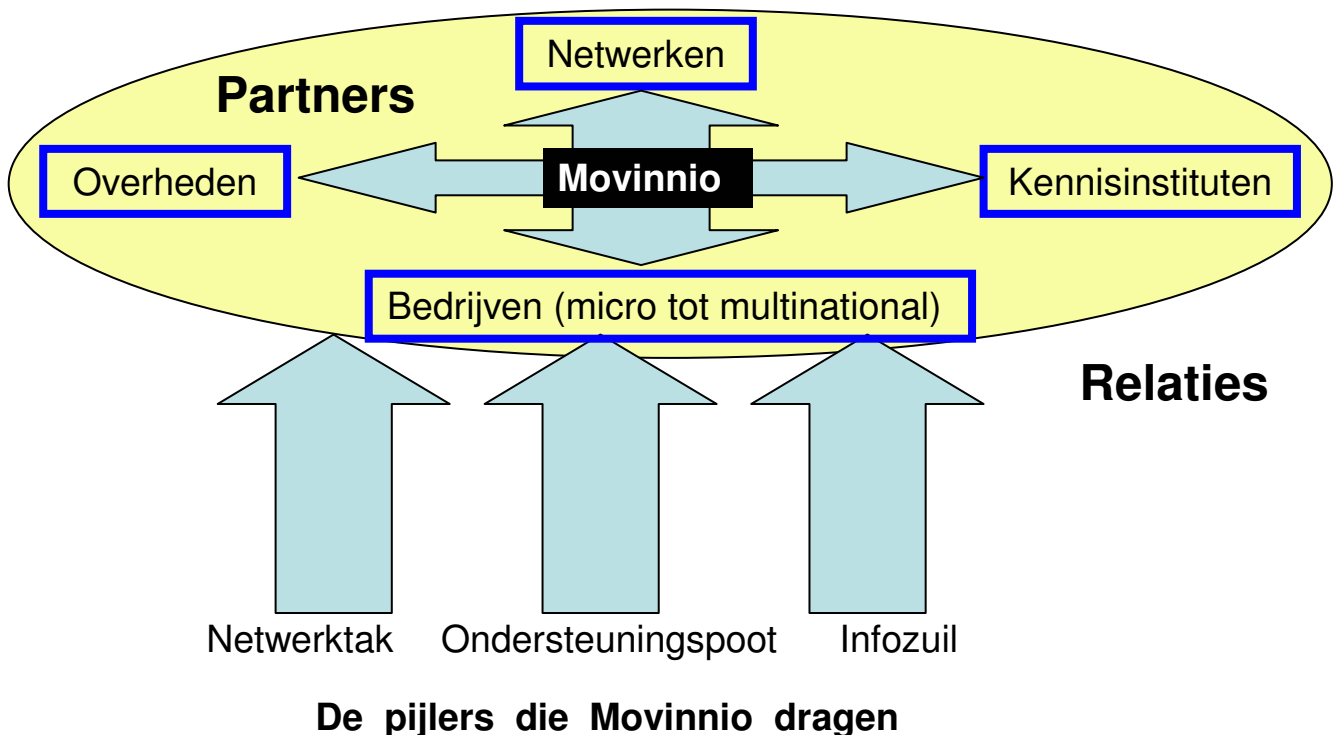 Netwerken
Partners
Overheden
Movinnio
Kennisinstituten
Bedrijven (micro tot multinational)
Relaties
Netwerktak
Ondersteuningspoot
Infozuil
De pijlers die Movinnio dragen